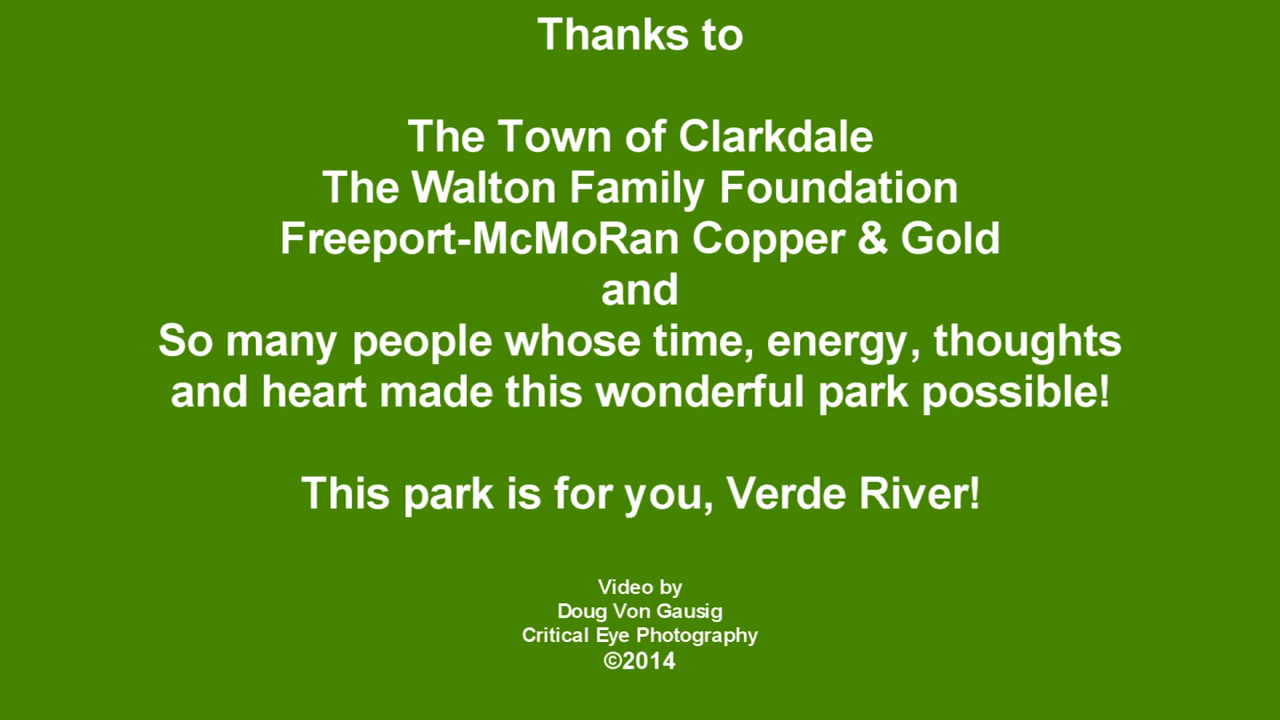 Thanks to
The Town of Clarkdale
The Walton Family Foundation
Freeport-McMoRan Copper & Gold
and
So many people whose time, energy, thoughts
and heart made this wonderful park possible!
This park is for you, Verde River!
Video by
Doug Von Gausig
Critical Eye Photography
©2014